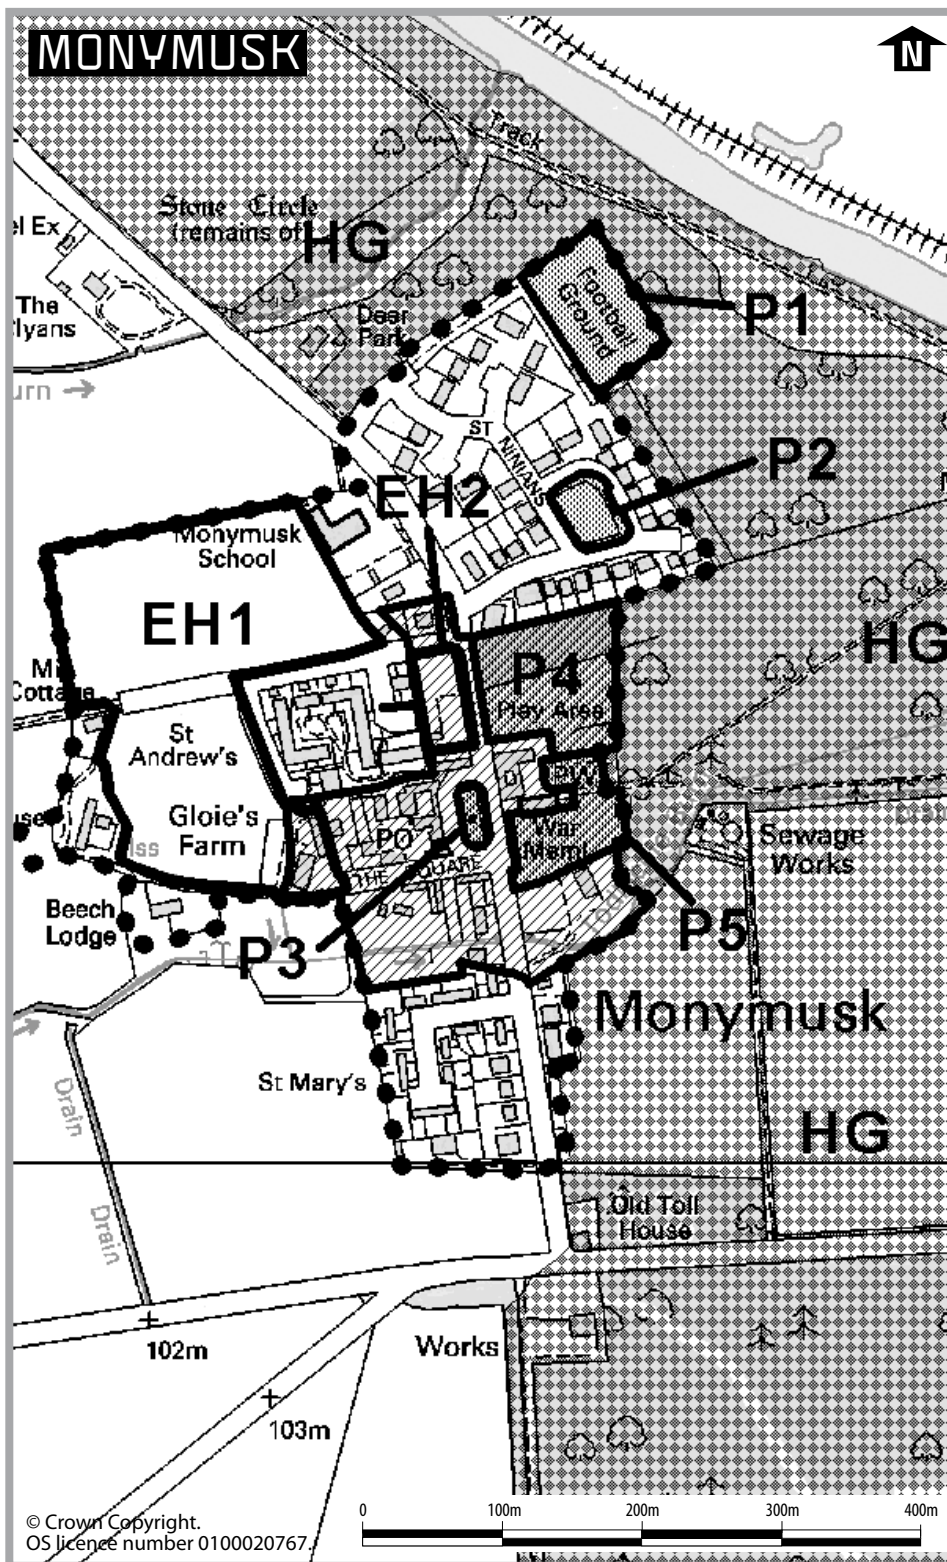 MONYMUSK
N
Track
Stone Circle
(remains of)
HG
el Ex
The
Deer
Park
Football
Ground
P1
urn
ST
NINIANS
P2
EH2
Monymusk
School
EH1
HG
P4
Play Area
Cottage
St
Andrew's
PW
Gloie's
Farm
PO
War
Meml
THE SQUARE
Sewage
Works
Drain
use
Iss
Beech
Lodge
P3
P5
Monymusk
St Mary's
Drain
HG
Old Toll
House
Drain
Works
102m
103m
© Crown Copyright.
OS licence number 0100020767.
0 100m 200m 300m 400m